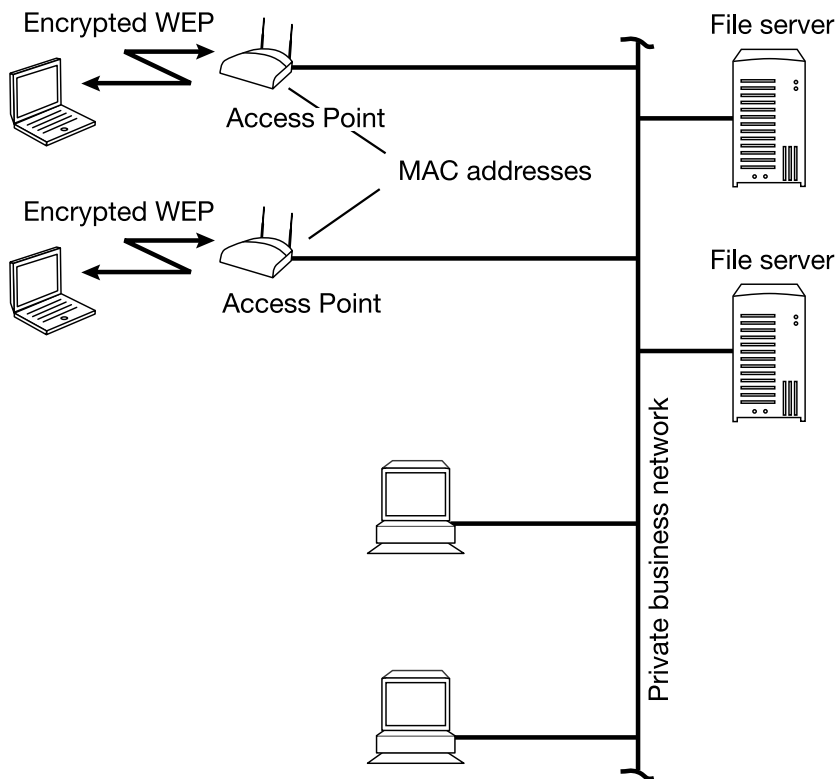 Encrypted WEP
File server
Access Point
MAC addresses
Encrypted WEP
File server
Access Point
Private business network